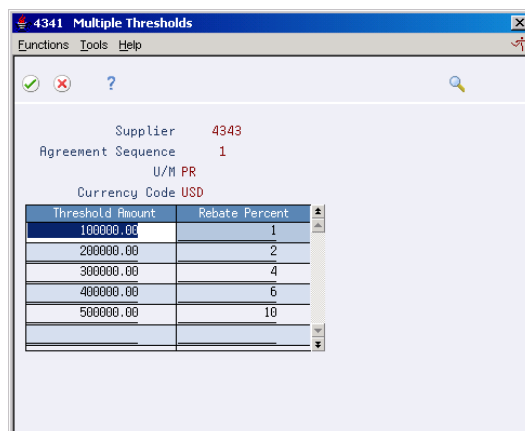 4341 Multiple Thresholds
Functions Tools Help
?
Supplier 4343
Agreement Sequence 1
U/M PR
Currency Code USD
Threshold Amount Rebate Percent
100000.00 1
200000.00 2
300000.00 4
400000.00 6
500000.00 10